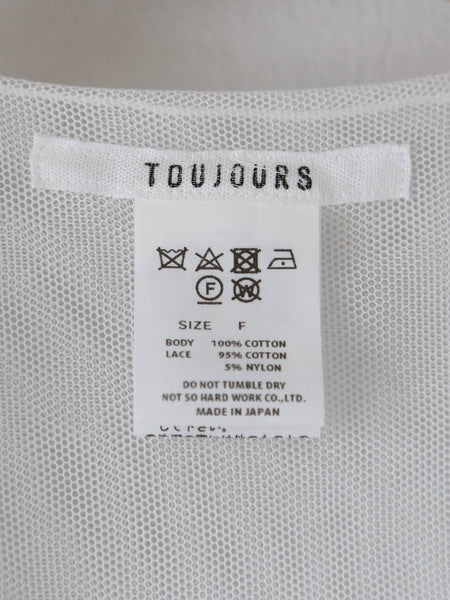 TOUJOURS
F W
SIZE F
BODY 100% COTTON
LACE 95% COTTON
5% NYLON
DO NOT TUMBLE DRY
NOT SO HARD WORK CO.,LTD.
MADE IN JAPAN